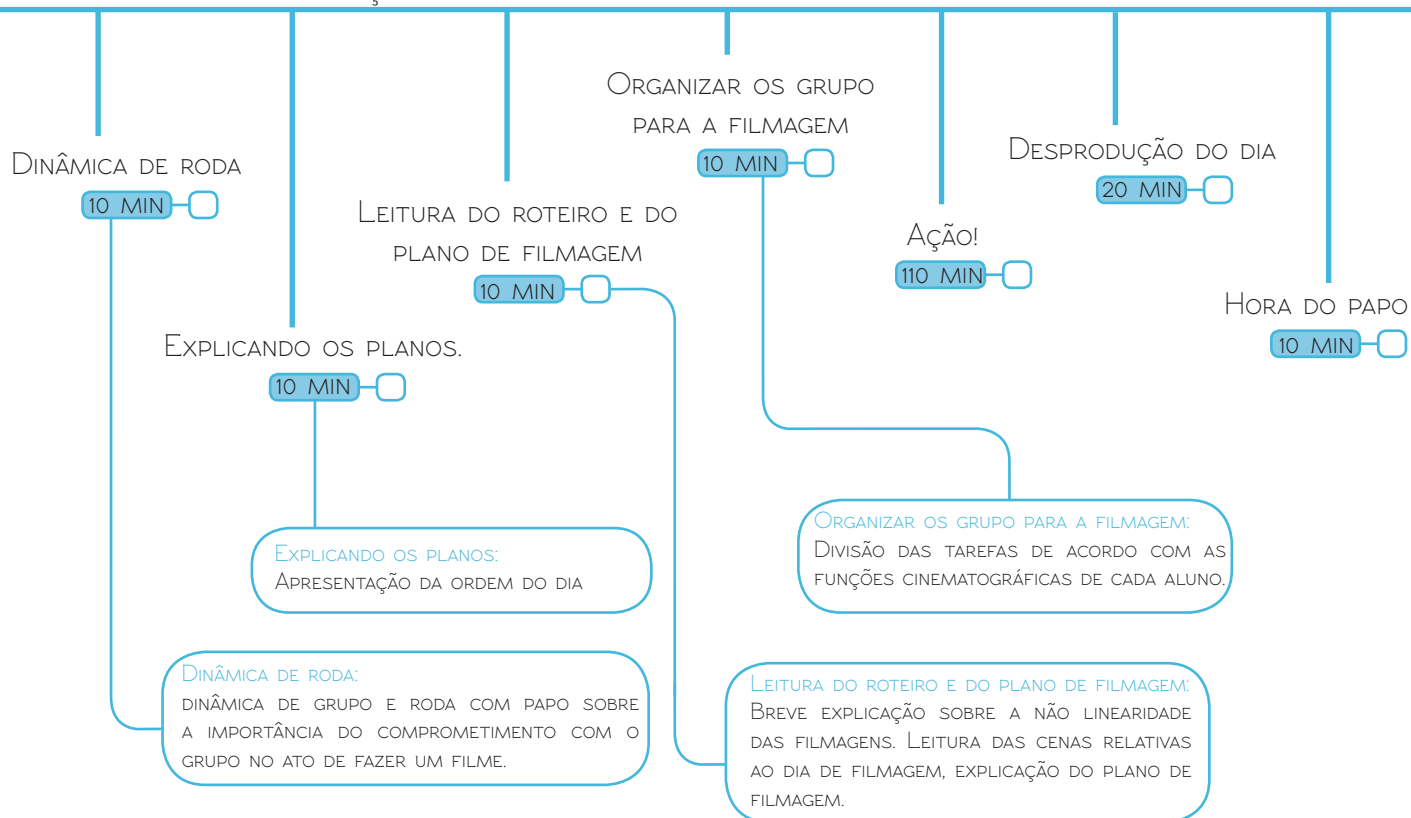 Dinâmica de roda
10 min
Explicando os planos.
10 min
Leitura do roteiro e do
plano de filmagem
10 min
Organizar os grupo
para a filmagem
10 min
Ação!
110 min
Desprodução do dia
20 min
Hora do papo
10 min
Explicando os planos:
Apresentação da ordem do dia
Dinâmica de roda:
dinâmica de grupo e roda com papo sobre
a importância do comprometimento com o
grupo no ato de fazer um filme.
Organizar os grupo para a filmagem:
Divisão das tarefas de acordo com as
funções cinematográficas de cada aluno.
Leitura do roteiro e do plano de filmagem:
Breve explicação sobre a não linearidade
das filmagens. Leitura das cenas relativas
ao dia de filmagem, explicação do plano de
filmagem.